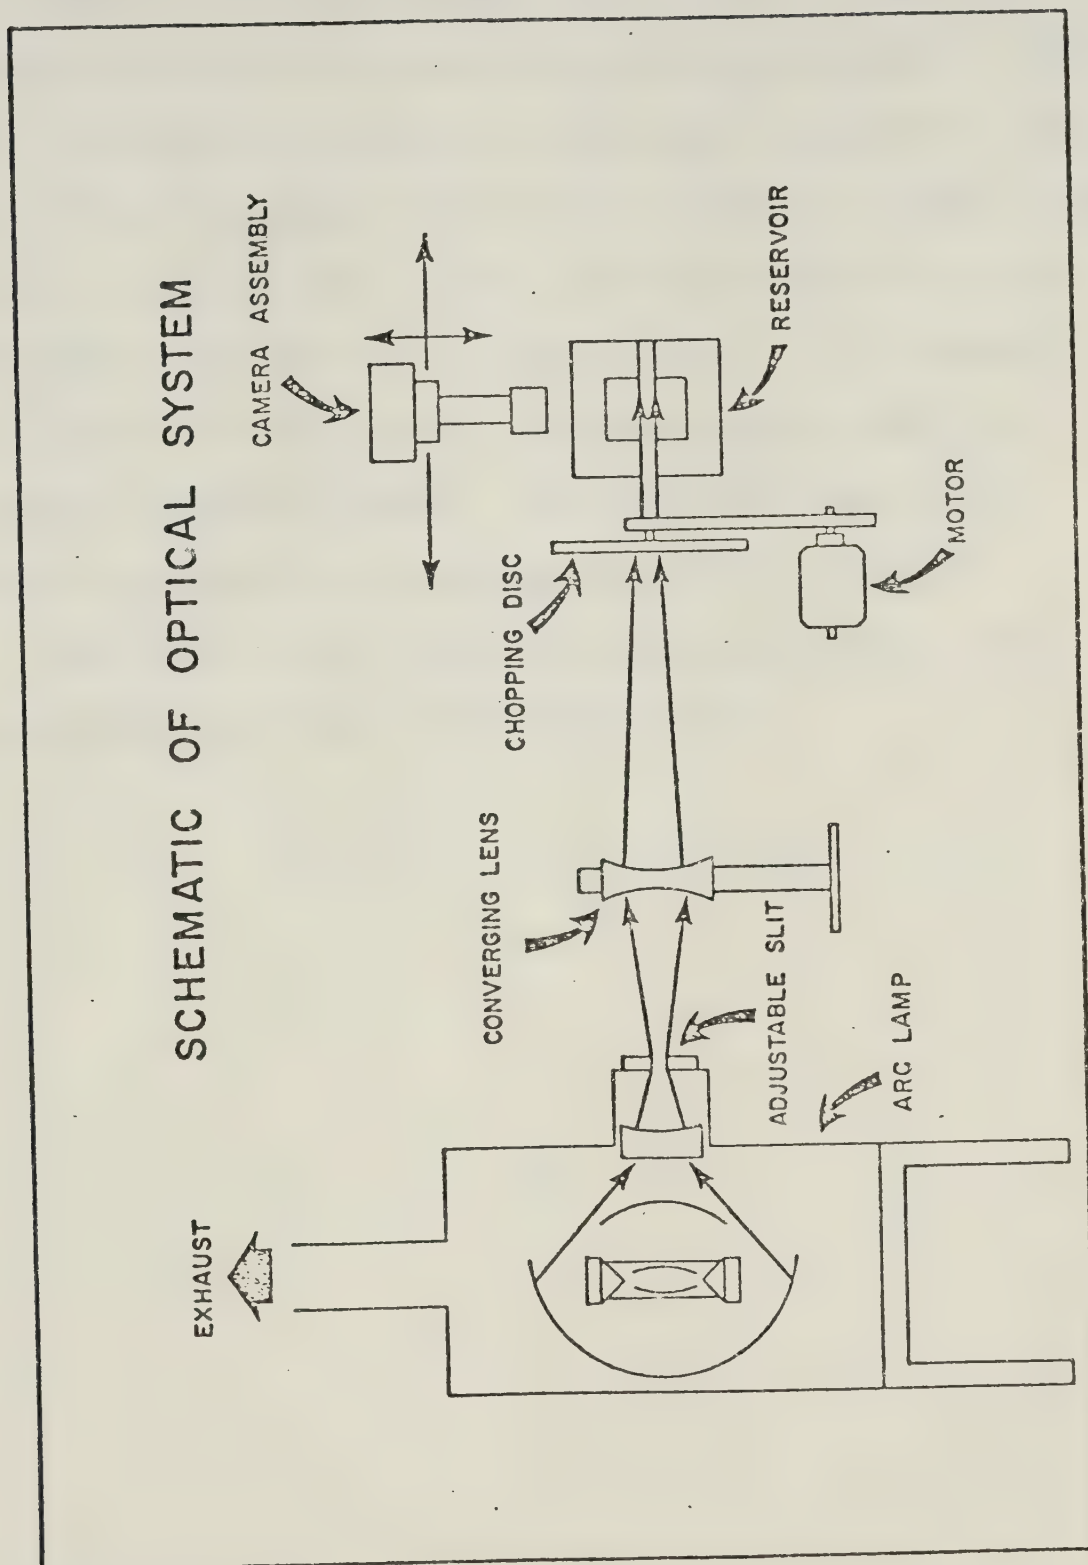 SCHEMATIC OF OPTICAL SYSTEM
EXHAUST
CAMERA ASSEMBLY
CONVERGING LENS
CHOPPING DISC
RESERVOIR
MOTOR
ADJUSTABLE SLIT
ARC LAMP